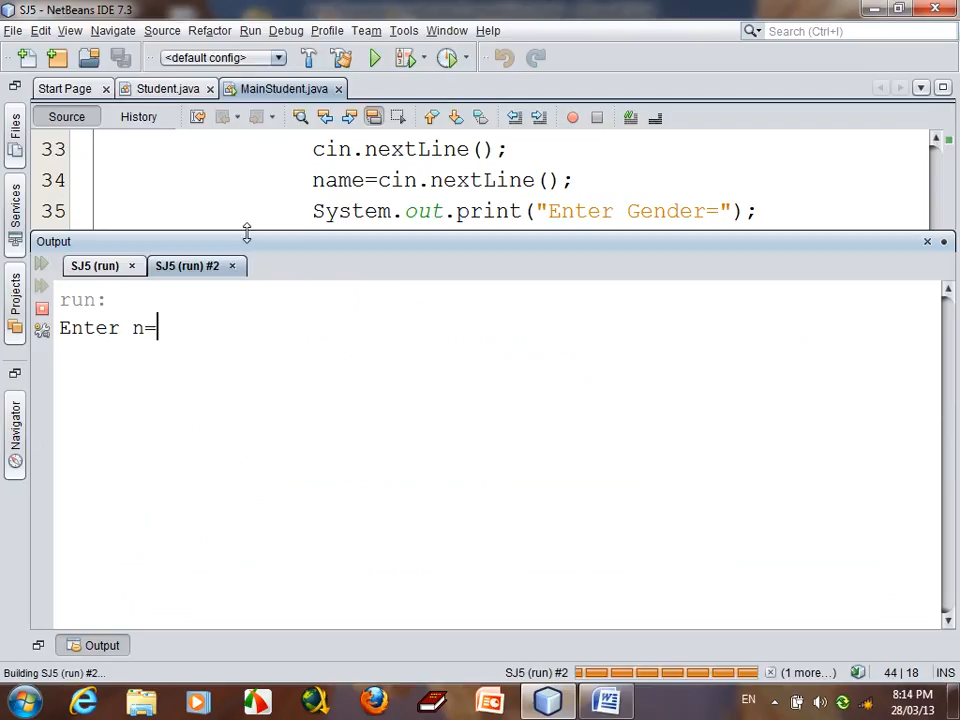 SJ5 - NetBeans IDE 7.3
File Edit View Navigate Source Refactor Run Debug Profile Team Tools Window Help
Search (Ctrl+I)
<default config>
Start Page
Student.java
MainStudent.java
Source
History
Files
Services
Projects
Navigator
33 cin.nextLine();
34 name=cin.nextLine();
35 System.out.print("Enter Gender=");
Output
SJ5 (run)
SJ5 (run) #2
run:
Enter n=
Output
Building SJ5 (run) #2...
SJ5 (run) #2
(1 more...)
44 | 18
INS
EN
8:14 PM
28/03/13